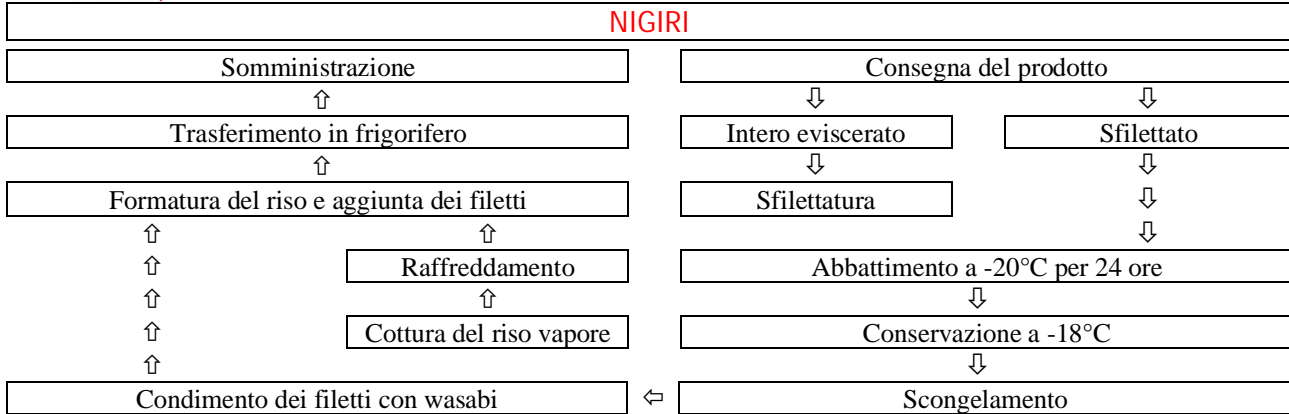 NIGIRI
Somministrazione Consegna del prodotto
⇧ ⇩ ⇩
Trasferimento in frigorifero Intero eviscerato Sfilettato
⇧ ⇩ ⇩
Formatura del riso e aggiunta dei filetti Sfilettatura ⇩
⇧ ⇧ ⇩
⇧ Raffreddamento Abbattimento a -20°C per 24 ore
⇧ ⇧ ⇩
⇧ Cottura del riso vapore Conservazione a -18°C
⇧ ⇩
Condimento dei filetti con wasabi ⇦ Scongelamento